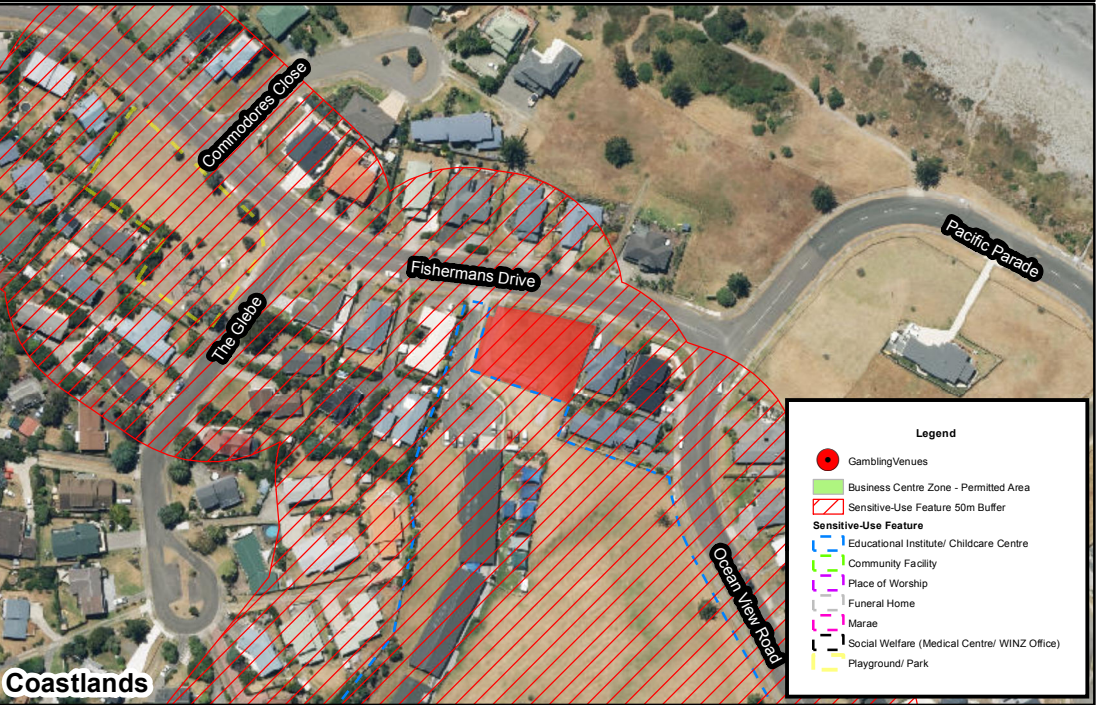 Commodores Close
Pacific Parade
Fishermans Drive
The Glebe
Ocean View Road
Coastlands
Legend
GamblingVenues
Business Centre Zone - Permitted Area
Sensitive-Use Feature 50m Buffer
Sensitive-Use Feature
Educational Institute/ Childcare Centre
Community Facility
Place of Worship
Funeral Home
Marae
Social Welfare (Medical Centre/ WINZ Office)
Playground/ Park